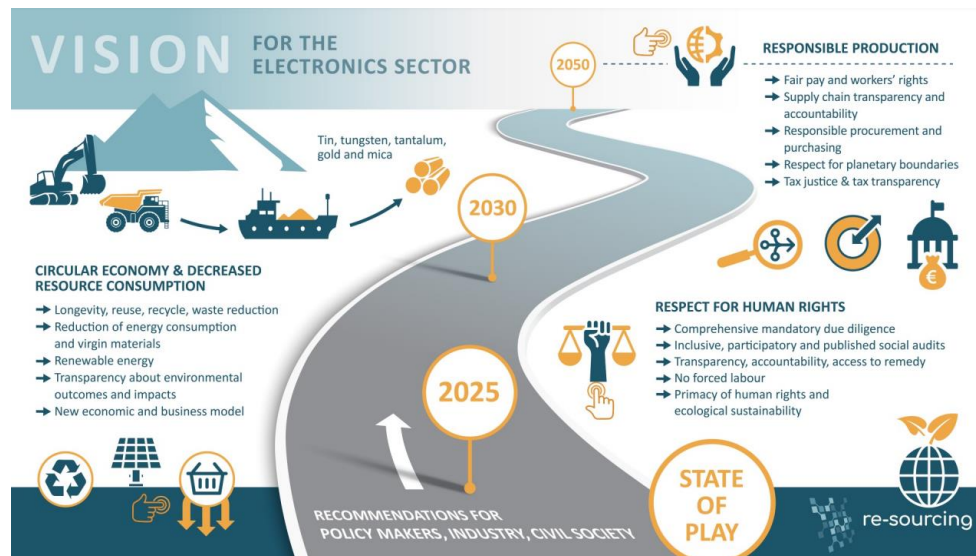 VISION
FOR THE
ELECTRONICS SECTOR
2050
RESPONSIBLE PRODUCTION
Fair pay and workers’ rights
Supply chain transparency and
accountability
Responsible procurement and
purchasing
Respect for planetary boundaries
Tax justice & tax transparency
Tin, tungsten, tantalum,
gold and mica
2030
€
CIRCULAR ECONOMY & DECREASED
RESOURCE CONSUMPTION
Longevity, reuse, recycle, waste reduction
Reduction of energy consumption
and virgin materials
Renewable energy
Transparency about environmental
outcomes and impacts
New economic and business model
RESPECT FOR HUMAN RIGHTS
Comprehensive mandatory due diligence
Inclusive, participatory and published social audits
Transparency, accountability, access to remedy
No forced labour
Primacy of human rights and
ecological sustainability
2025
RECOMMENDATIONS FOR
POLICY MAKERS, INDUSTRY, CIVIL SOCIETY
STATE
OF
PLAY
re-sourcing